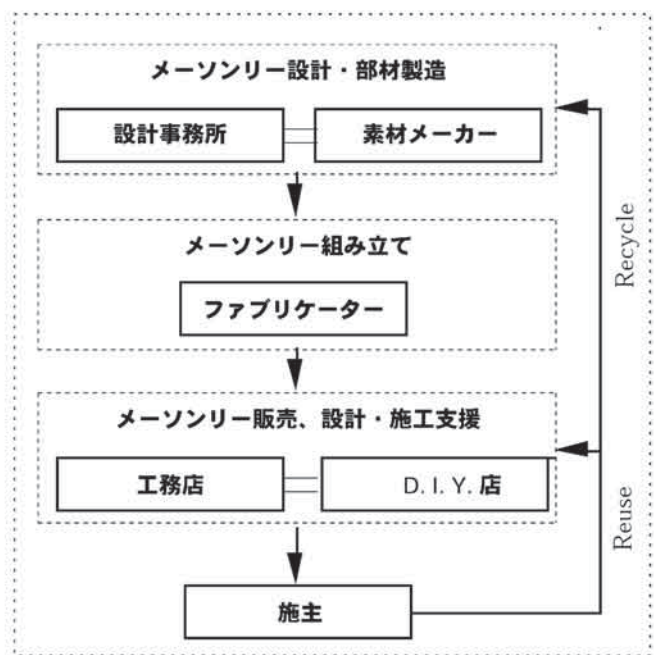 メーソンリー設計・部材製造
設計事務所
素材メーカー
メーソンリー組み立て
ファブリケーター
メーソンリー販売、設計・施工支援
工務店
D. I. Y. 店
施主
Recycle
Reuse